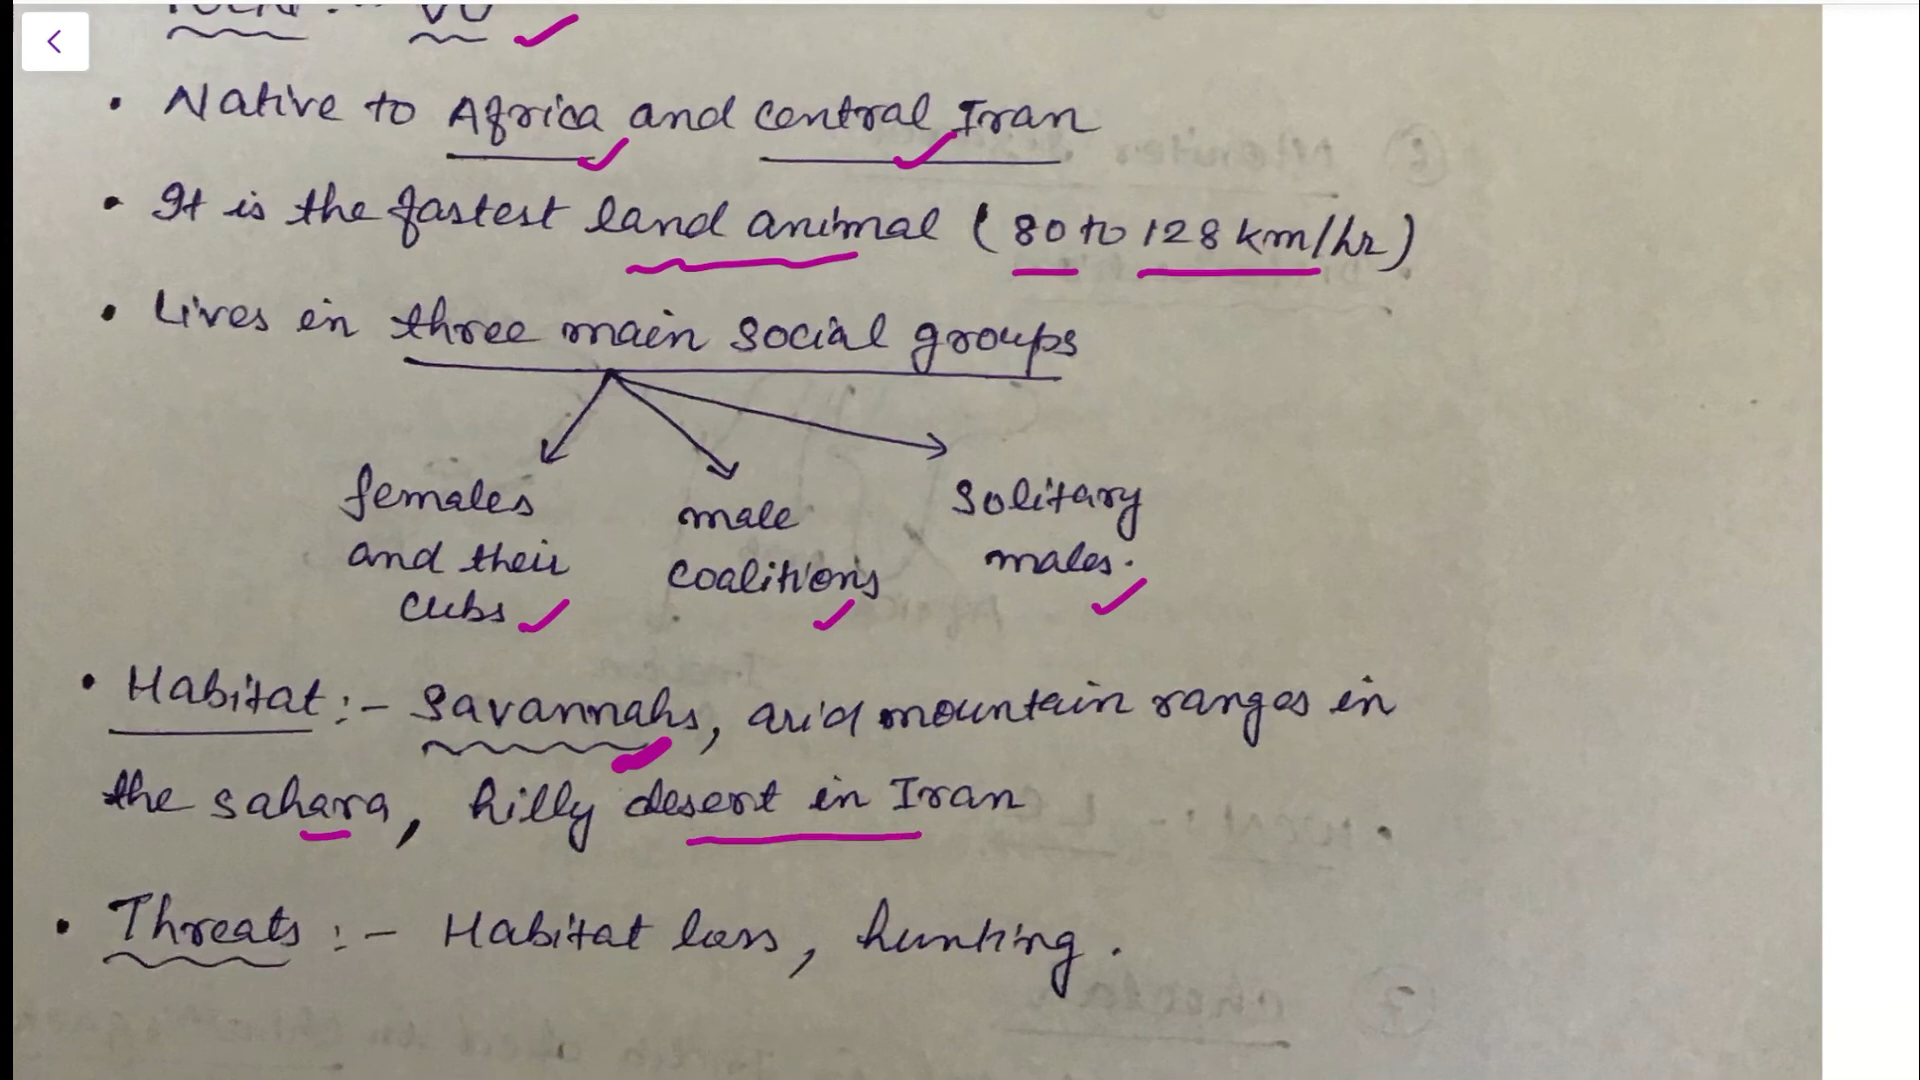 IUCN :- VU
• Native to Africa and central Iran
• It is the fastest land animal (80 to 128 km/hr)
• Lives in three main social groups
females and their cubs
male coalitions
solitary males.
• Habitat :- Savannahs, arid mountain ranges in
the sahara, hilly desert in Iran
• Threats :- Habitat loss, hunting.